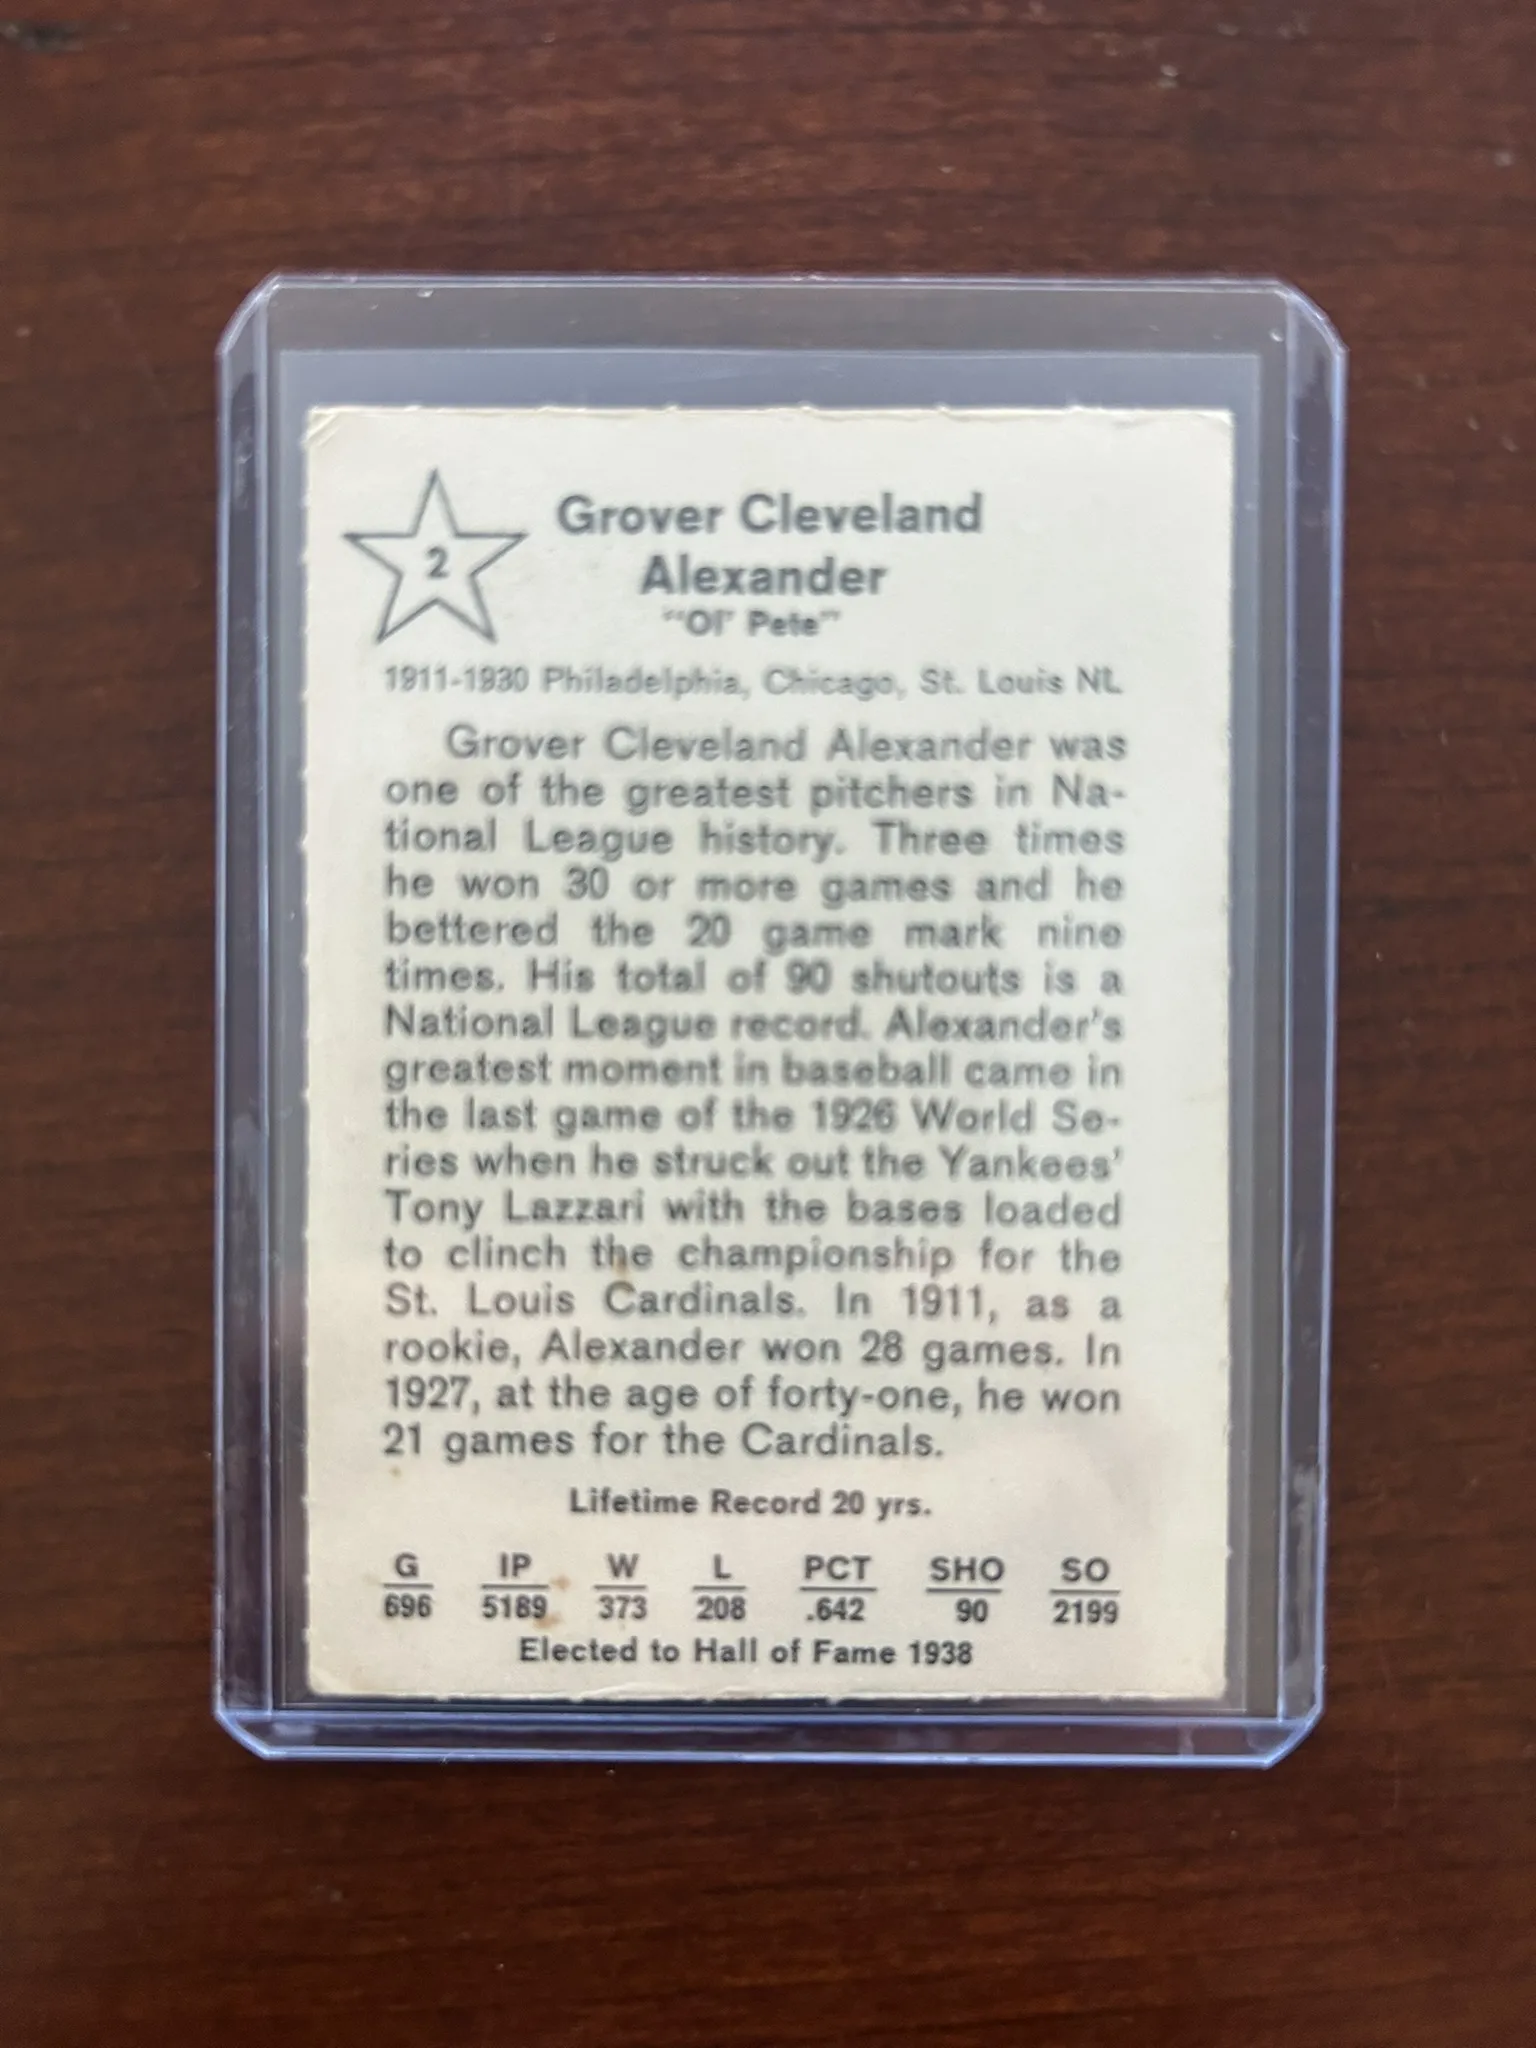 2
Grover Cleveland
Alexander
"Ol' Pete"
1911-1930 Philadelphia, Chicago, St. Louis NL
Grover Cleveland Alexander was
one of the greatest pitchers in Na-
tional League history. Three times
he won 30 or more games and he
bettered the 20 game mark nine
times. His total of 90 shutouts is a
National League record. Alexander's
greatest moment in baseball came in
the last game of the 1926 World Se-
ries when he struck out the Yankees'
Tony Lazzari with the bases loaded
to clinch the championship for the
St. Louis Cardinals. In 1911, as a
rookie, Alexander won 28 games. In
1927, at the age of forty-one, he won
21 games for the Cardinals.
Lifetime Record 20 yrs.
G IP W L PCT SHO SO
696 5189 373 208 .642 90 2199
Elected to Hall of Fame 1938